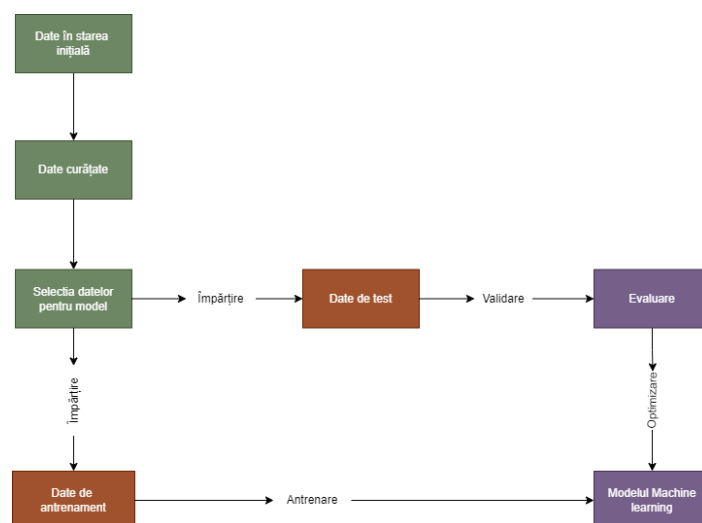 Date în starea
inițială
Date curățate
Selectia datelor
pentru model
Împărțire
Date de test
Validare
Evaluare
Împărțire
Optimizare
Date de
antrenament
Antrenare
Modelul Machine
learning